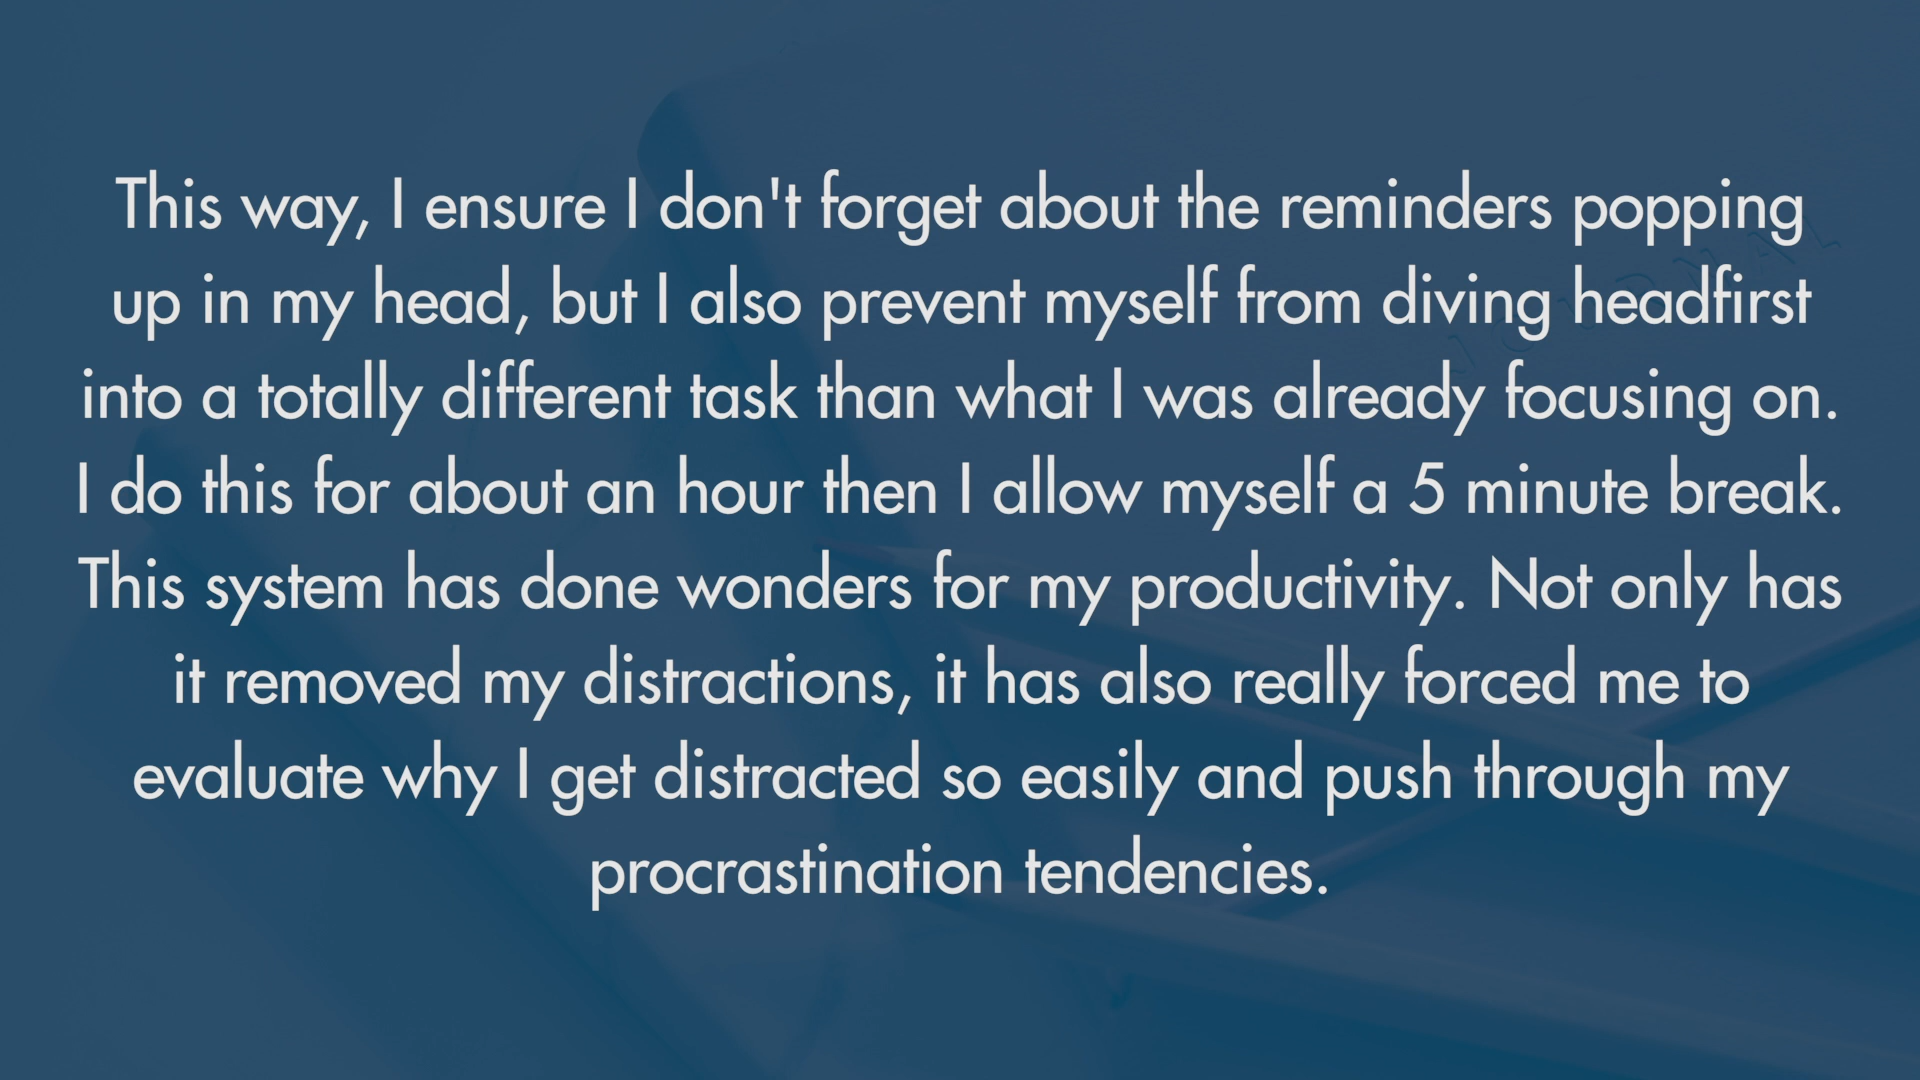 This way, I ensure I don't forget about the reminders popping
up in my head, but I also prevent myself from diving headfirst
into a totally different task than what I was already focusing on.
I do this for about an hour then I allow myself a 5 minute break.
This system has done wonders for my productivity. Not only has
it removed my distractions, it has also really forced me to
evaluate why I get distracted so easily and push through my
procrastination tendencies.